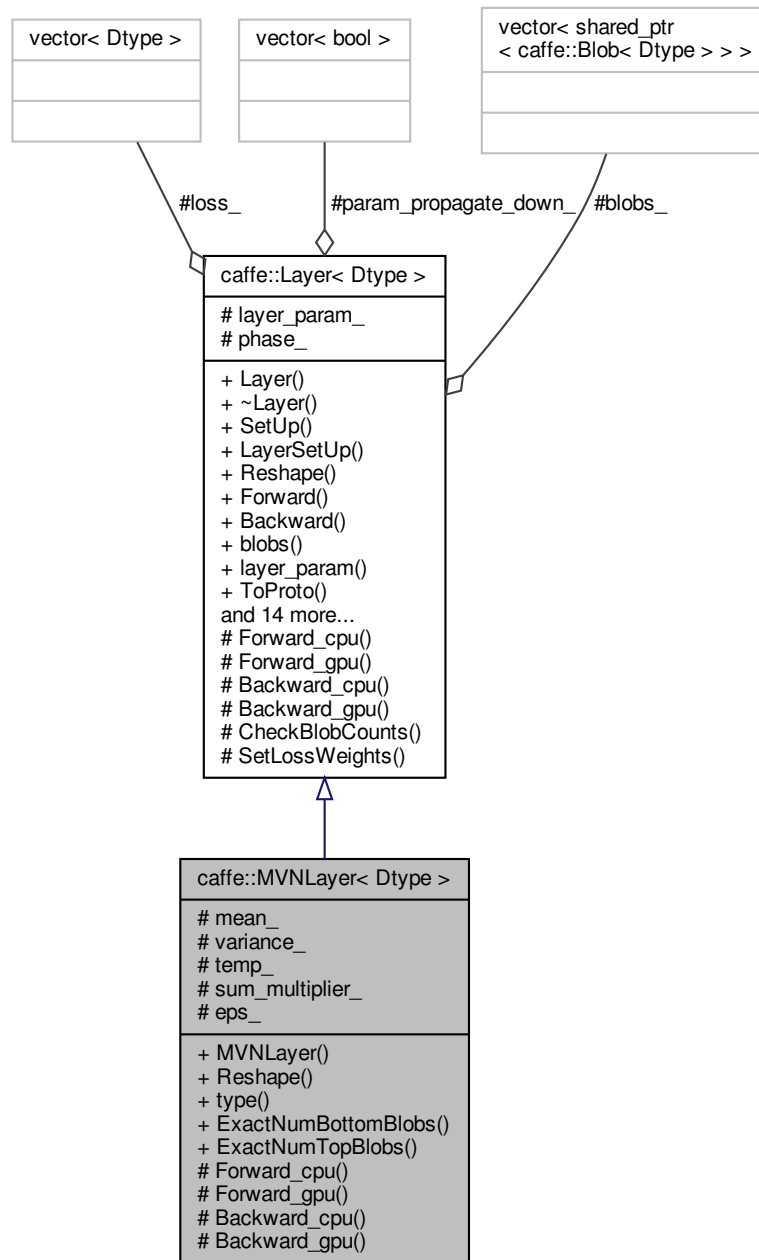 vector< Dtype >
vector< bool >
vector< shared_ptr
< caffe::Blob< Dtype > > >
#loss_
#param_propagate_down_
#blobs_
caffe::Layer< Dtype >
# layer_param_
# phase_
+ Layer()
+ ~Layer()
+ SetUp()
+ LayerSetUp()
+ Reshape()
+ Forward()
+ Backward()
+ blobs()
+ layer_param()
+ ToProto()
and 14 more...
# Forward_cpu()
# Forward_gpu()
# Backward_cpu()
# Backward_gpu()
# CheckBlobCounts()
# SetLossWeights()
caffe::MVNLayer< Dtype >
# mean_
# variance_
# temp_
# sum_multiplier_
# eps_
+ MVNLayer()
+ Reshape()
+ type()
+ ExactNumBottomBlobs()
+ ExactNumTopBlobs()
# Forward_cpu()
# Forward_gpu()
# Backward_cpu()
# Backward_gpu()